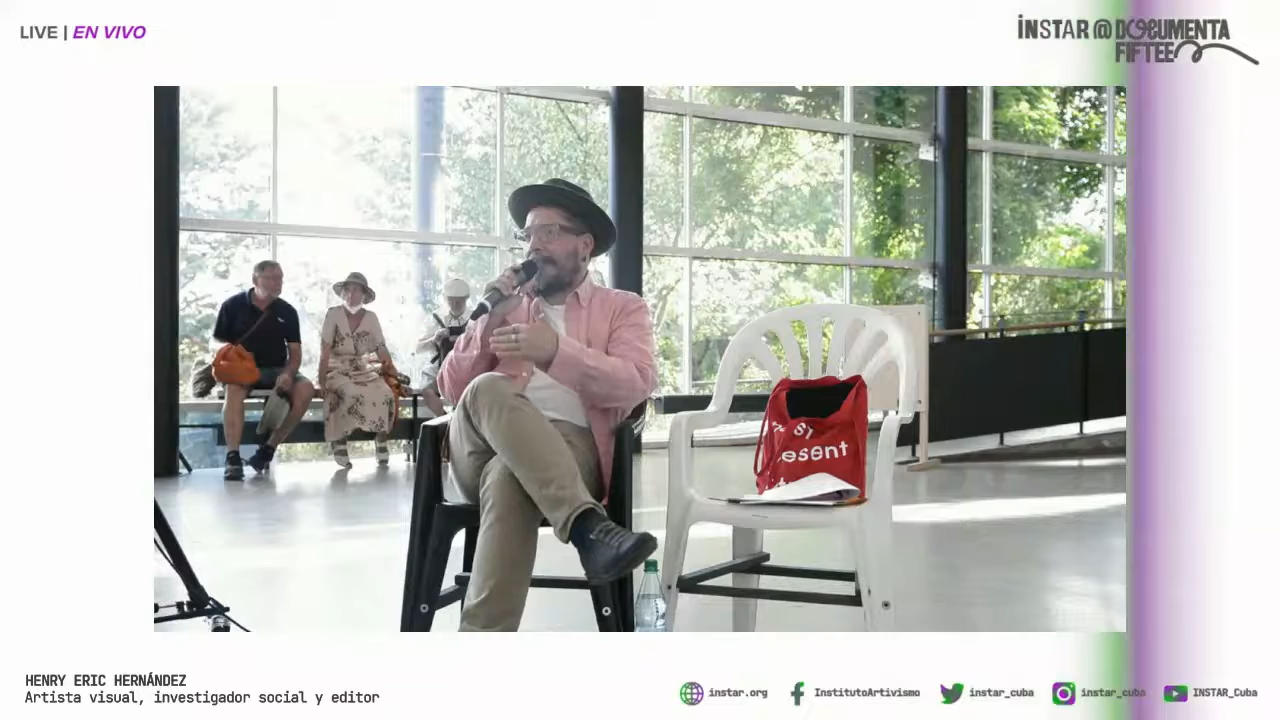 LIVE | EN VIVO
INSTAR @ DOCUMENTA
FIFTEE
esent
HENRY ERIC HERNÁNDEZ
Artista visual, investigador social y editor
instar.org
InstitutoArtivismo
instar_cuba
instar_cuba
INSTAR_Cuba